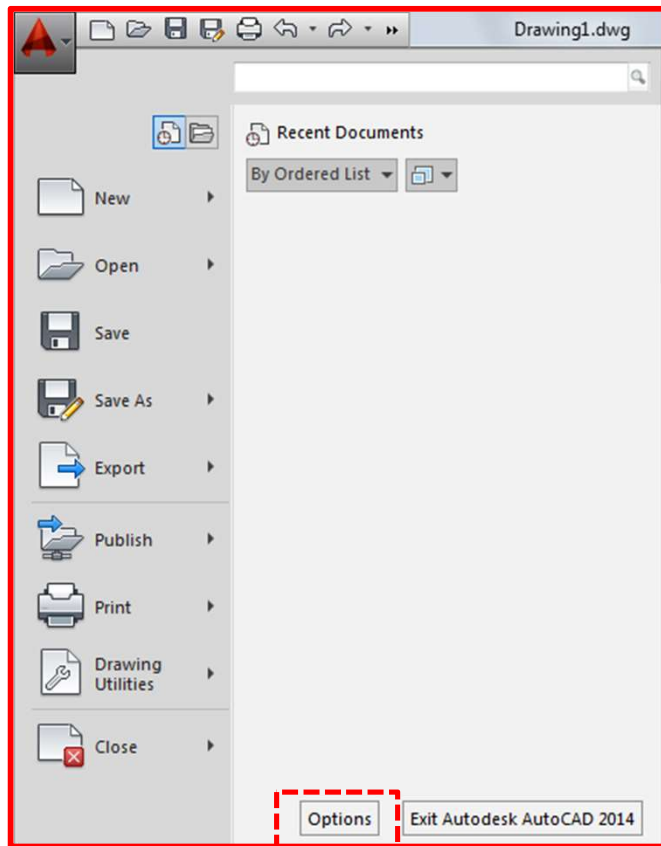 Drawing1.dwg
Recent Documents
By Ordered List
New
Open
Save
Save As
Export
Publish
Print
Drawing
Utilities
Close
Options
Exit Autodesk AutoCAD 2014